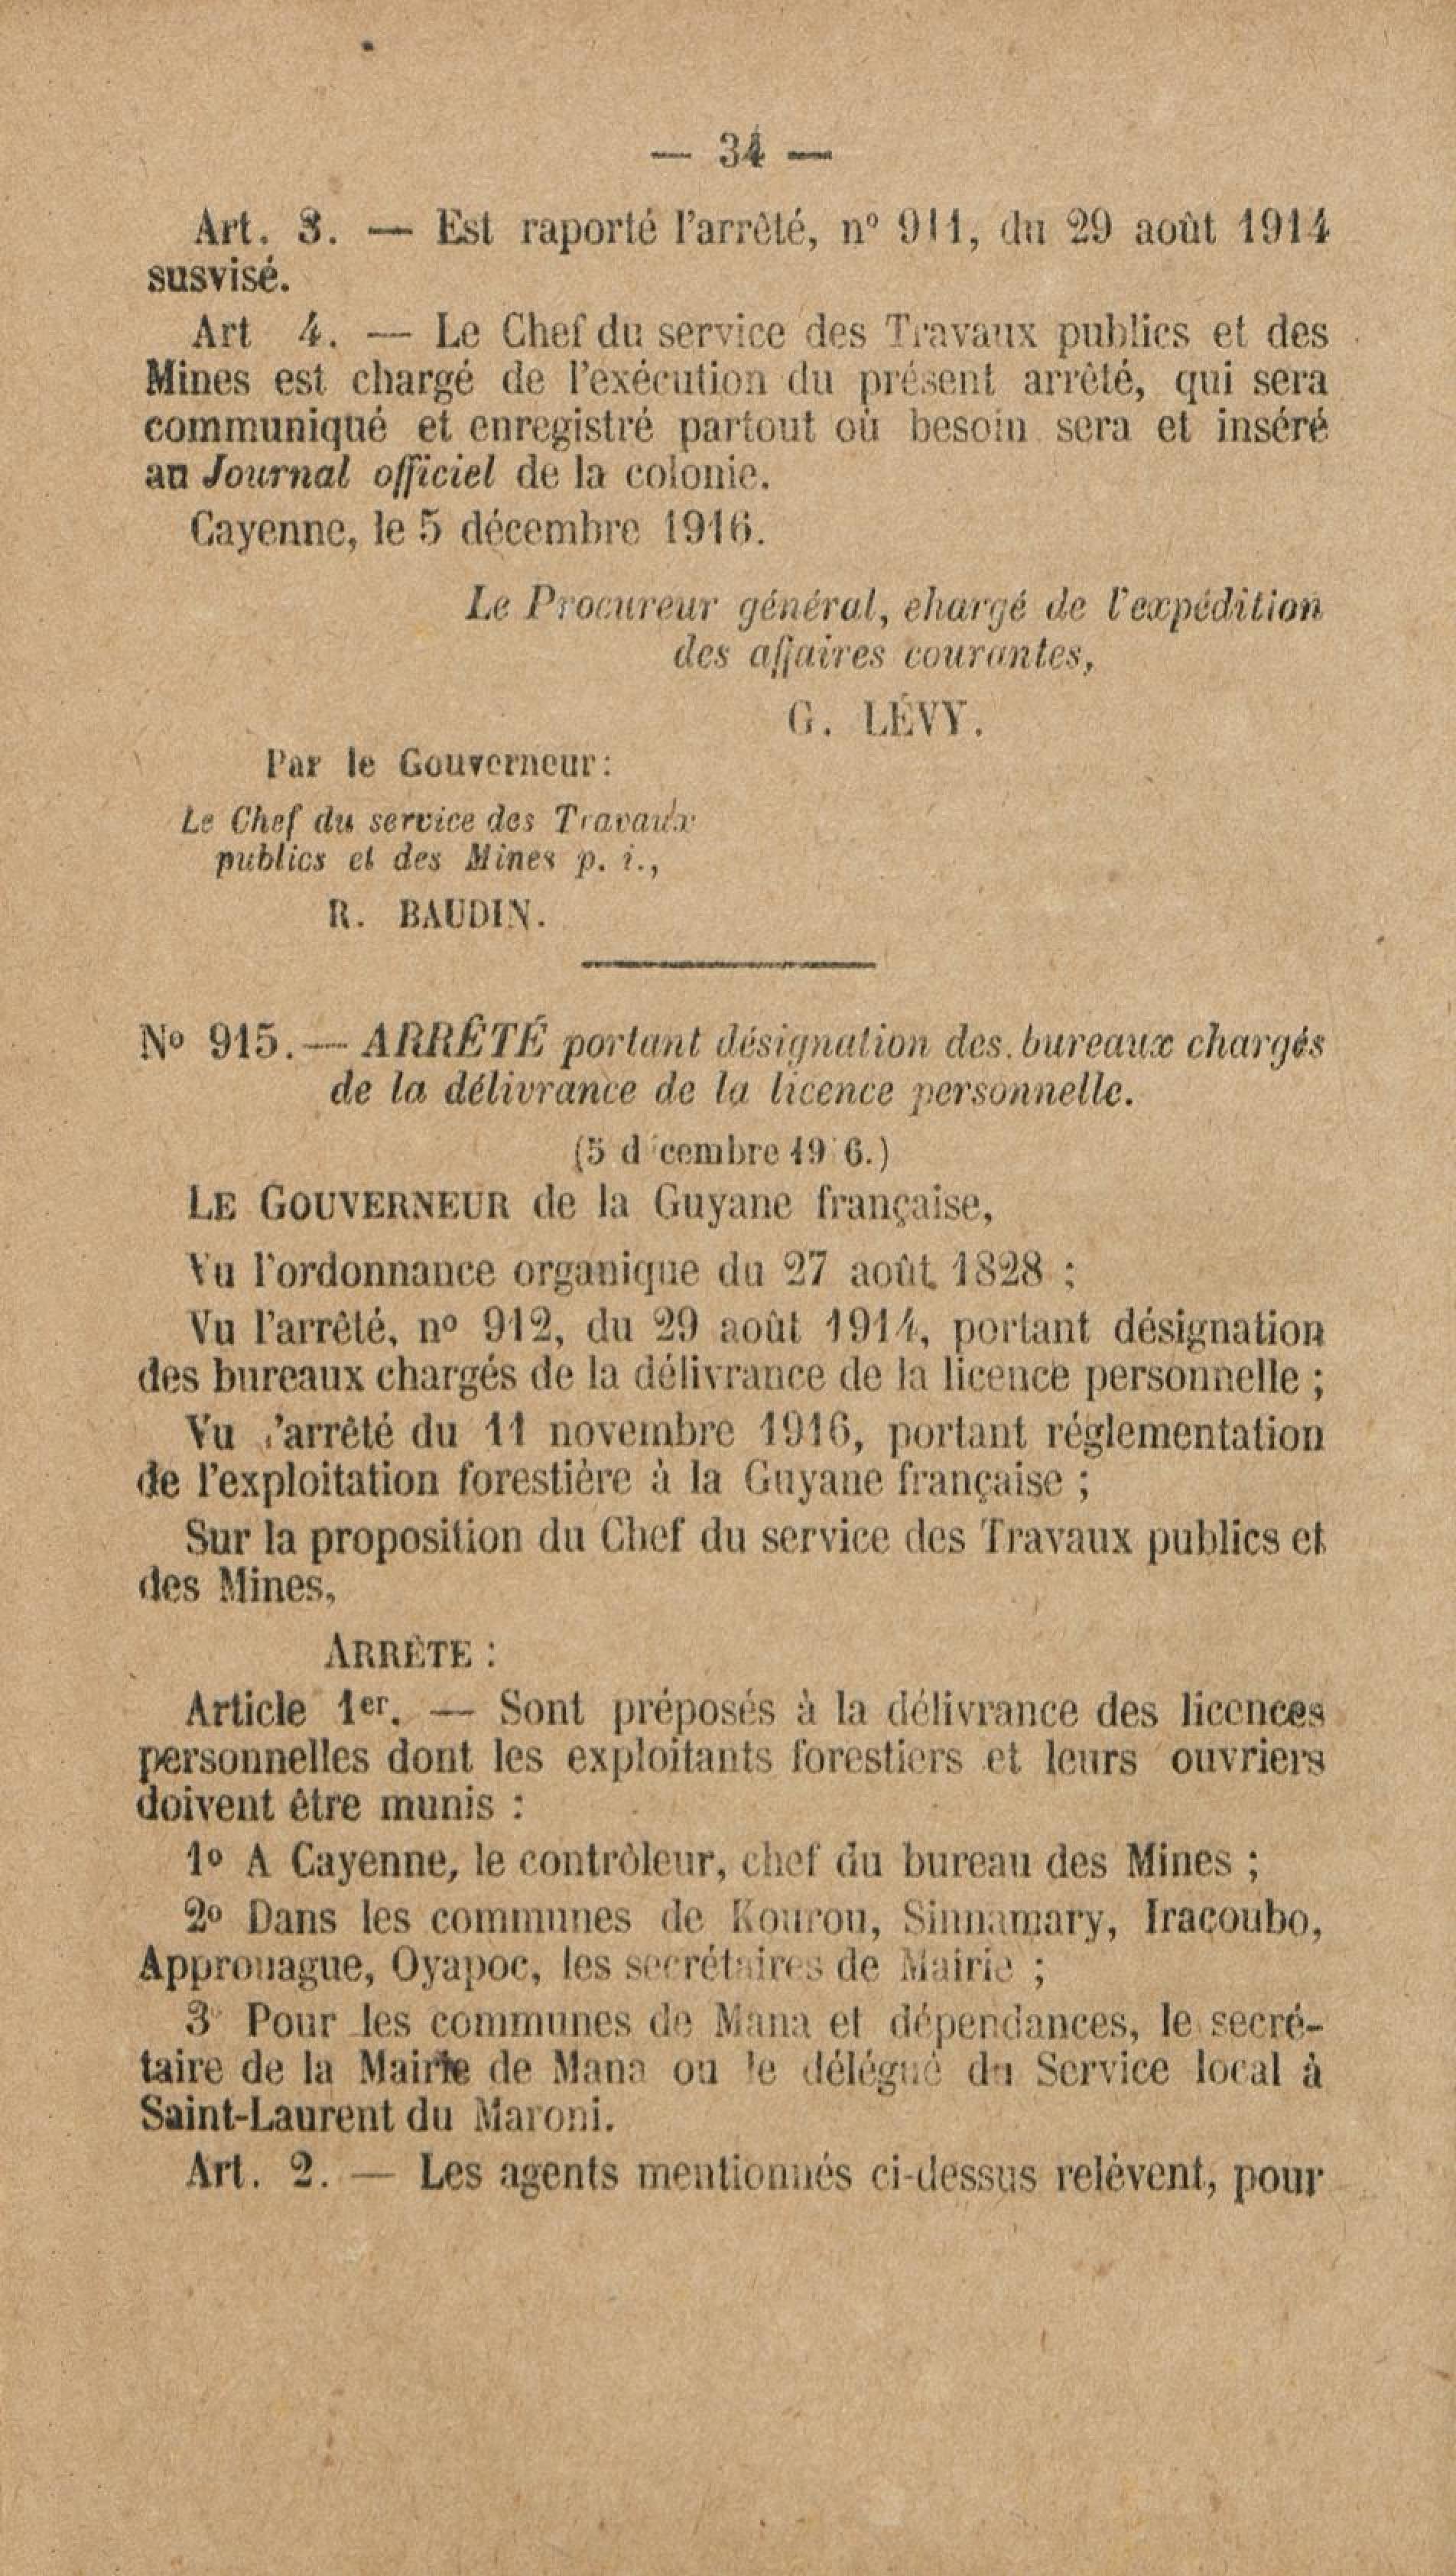 — 34 —
Art. 3. — Est raporté l'arrêté, nº 911, du 29 août 1914
susvisé.
Art 4. — Le Chef du service des Travaux publics et des
Mines est chargé de l'exécution du présent arrêté, qui sera
communiqué et enregistré partout où besoin sera et inséré
au Journal officiel de la colonie.
Cayenne, le 5 décembre 1916.
Le Procureur général, ehargé de l'expédition
des affaires courantes,
G. LÉVY.
Par le Gouverneur:
Le Chef du service des Travaux
publics et des Mines p. i.,
R. BAUDIN.
Nº 915. — ARRÊTÉ portant désignation des bureaux chargés
de la délivrance de la licence personnelle.
(5 d cembre 19 6.)
LE GOUVERNEUR de la Guyane française,
Vu l'ordonnance organique du 27 août 1828 ;
Vu l'arrêté, nº 912, du 29 août 1914, portant désignation
des bureaux chargés de la délivrance de la licence personnelle ;
Vu l'arrêté du 11 novembre 1916, portant réglementation
de l'exploitation forestière à la Guyane française ;
Sur la proposition du Chef du service des Travaux publics et
des Mines,
ARRÊTE :
Article 1er. — Sont préposés à la délivrance des licences
personnelles dont les exploitants forestiers et leurs ouvriers
doivent être munis :
1º A Cayenne, le contrôleur, chef du bureau des Mines ;
2º Dans les communes de Kourou, Sinnamary, Iracoubo,
Approuague, Oyapoc, les secrétaires de Mairie ;
3º Pour les communes de Mana et dépendances, le secré-
taire de la Mairie de Mana ou le délégué du Service local à
Saint-Laurent du Maroni.
Art. 2. — Les agents mentionnés ci-dessus relèvent, pour